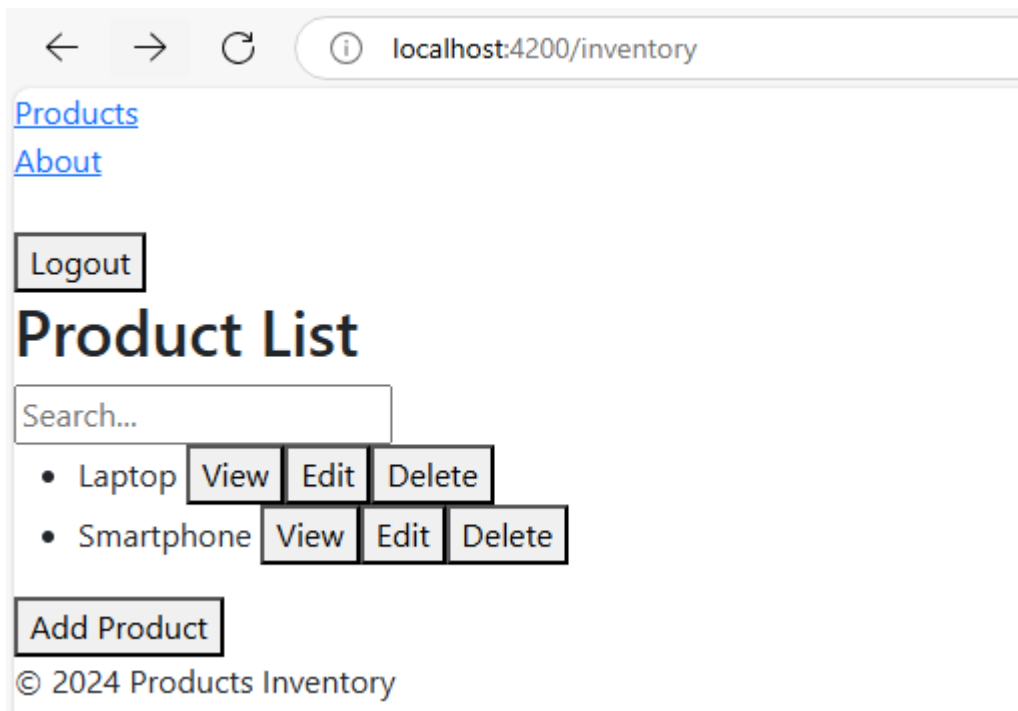 localhost:4200/inventory
Products
About
Logout
Product List
Search...
Laptop View Edit Delete
Smartphone View Edit Delete
Add Product
© 2024 Products Inventory